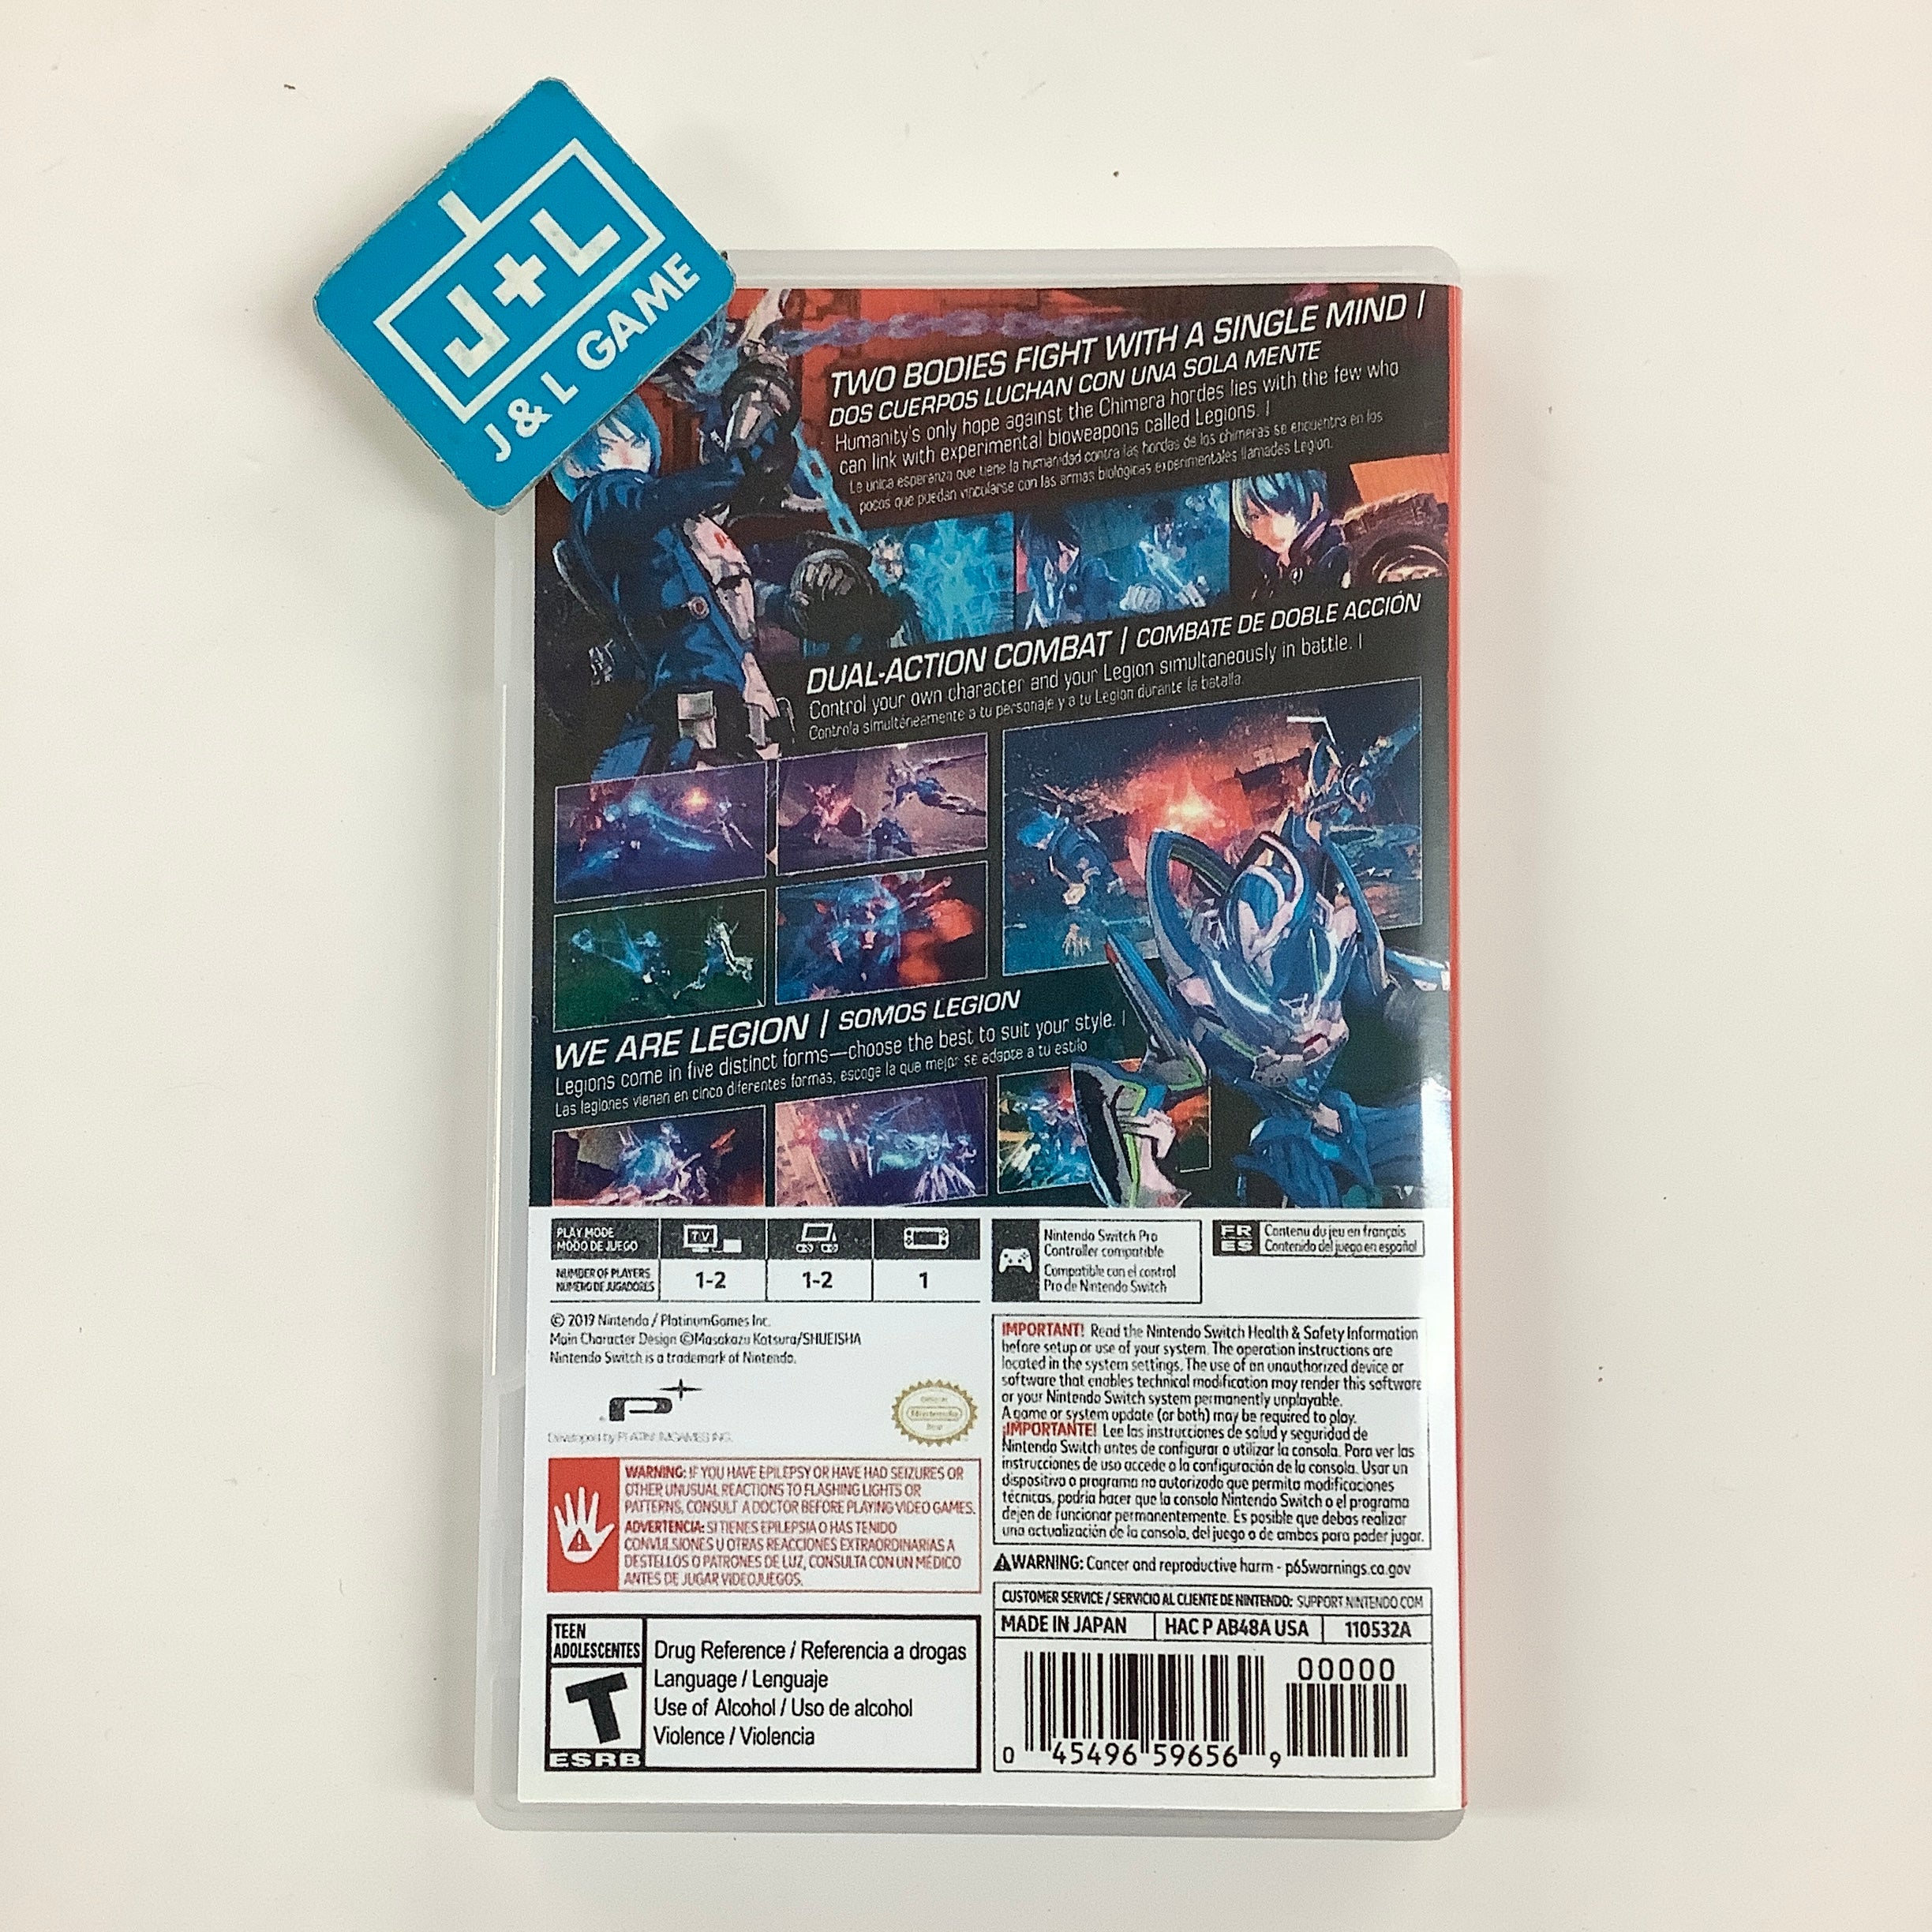 J+L
J & L GAME
TWO BODIES FIGHT WITH A SINGLE MIND |
DOS CUERPOS LUCHAN CON UNA SOLA MENTE
Humanity's only hope against the Chimera hordes lies with the few who
can link with experimental bioweapons called Legions. |
La única esperanza que tiene la humanidad contra las hordas de los chimeras se encuentra en los
pocos que puedan vincularse con las armas biológicas experimentales llamadas Legion.
DUAL-ACTION COMBAT | COMBATE DE DOBLE ACCIÓN
Control your own character and your Legion simultaneously in battle. |
Controla simultáneamente a tu personaje y a tu Legion durante la batalla.
WE ARE LEGION | SOMOS LEGION
Legions come in five distinct forms—choose the best to suit your style. |
Las legiones vienen en cinco diferentes formas, escoge la que mejor se adapte a tu estilo
PLAY MODE
MODO DE JUEGO
TV
NUMBER OF PLAYERS
NÚMERO DE JUGADORES
1-2
1-2
1
Nintendo Switch Pro
Controller compatible
Compatible con el control
Pro de Nintendo Switch
FR
ES
Contenu du jeu en français
Contenido del juego en español
© 2019 Nintendo / PlatinumGames Inc.
Main Character Design ©Masakazu Katsura/SHUEISHA
Nintendo Switch is a trademark of Nintendo.
Developed by PLATINUMGAMES INC.
Nintendo
WARNING: IF YOU HAVE EPILEPSY OR HAVE HAD SEIZURES OR
OTHER UNUSUAL REACTIONS TO FLASHING LIGHTS OR
PATTERNS, CONSULT A DOCTOR BEFORE PLAYING VIDEO GAMES.
ADVERTENCIA: SI TIENES EPILEPSIA O HAS TENIDO
CONVULSIONES U OTRAS REACCIONES EXTRAORDINARIAS A
DESTELLOS O PATRONES DE LUZ, CONSULTA CON UN MÉDICO
ANTES DE JUGAR VIDEOJUEGOS.
IMPORTANT! Read the Nintendo Switch Health & Safety Information
before setup or use of your system. The operation instructions are
located in the system settings. The use of an unauthorized device or
software that enables technical modification may render this software
or your Nintendo Switch system permanently unplayable.
A game or system update (or both) may be required to play.
¡IMPORTANTE! Lee las instrucciones de salud y seguridad de
Nintendo Switch antes de configurar o utilizar la consola. Para ver las
instrucciones de uso accede a la configuración de la consola. Usar un
dispositivo o programa no autorizado que permita modificaciones
técnicas, podría hacer que la consola Nintendo Switch o el programa
dejen de funcionar permanentemente. Es posible que debas realizar
una actualización de la consola, del juego o de ambos para poder jugar.
WARNING: Cancer and reproductive harm - p65warnings.ca.gov
CUSTOMER SERVICE / SERVICIO AL CLIENTE DE NINTENDO: SUPPORT.NINTENDO.COM
MADE IN JAPAN
HAC P AB48A USA
110532A
00000
0 45496 59656 9
TEEN
ADOLESCENTES
T
ESRB
Drug Reference / Referencia a drogas
Language / Lenguaje
Use of Alcohol / Uso de alcohol
Violence / Violencia